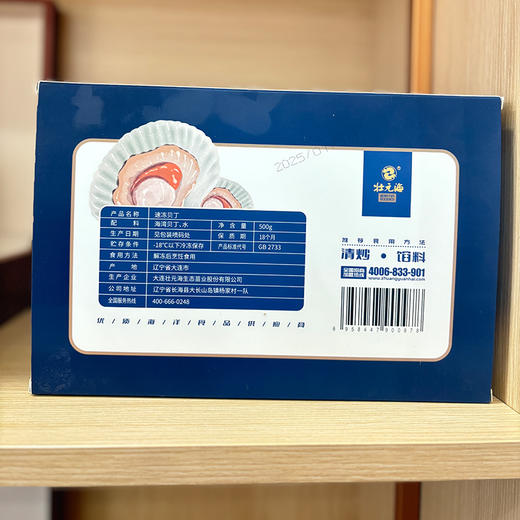 壮元海
产品名称 速冻贝丁
配料 海湾贝丁、水 净含量 500g
生产日期 见包装喷码处 保质期 18个月
贮存条件 -18℃以下冷冻保存 产品标准代号 GB 2733
食用方法 解冻后烹饪食用
产地 辽宁省大连市
生产企业 大连壮元海生态苗业股份有限公司
公司地址 辽宁省长海县大长山岛镇杨家村一队
全国服务热线 400-666-0248
推荐食用方法
清炒·馅料
4006-833-901
www.zhuangyuanhai.com
6958447900878
优/质/海/洋/食/品/供/应/商